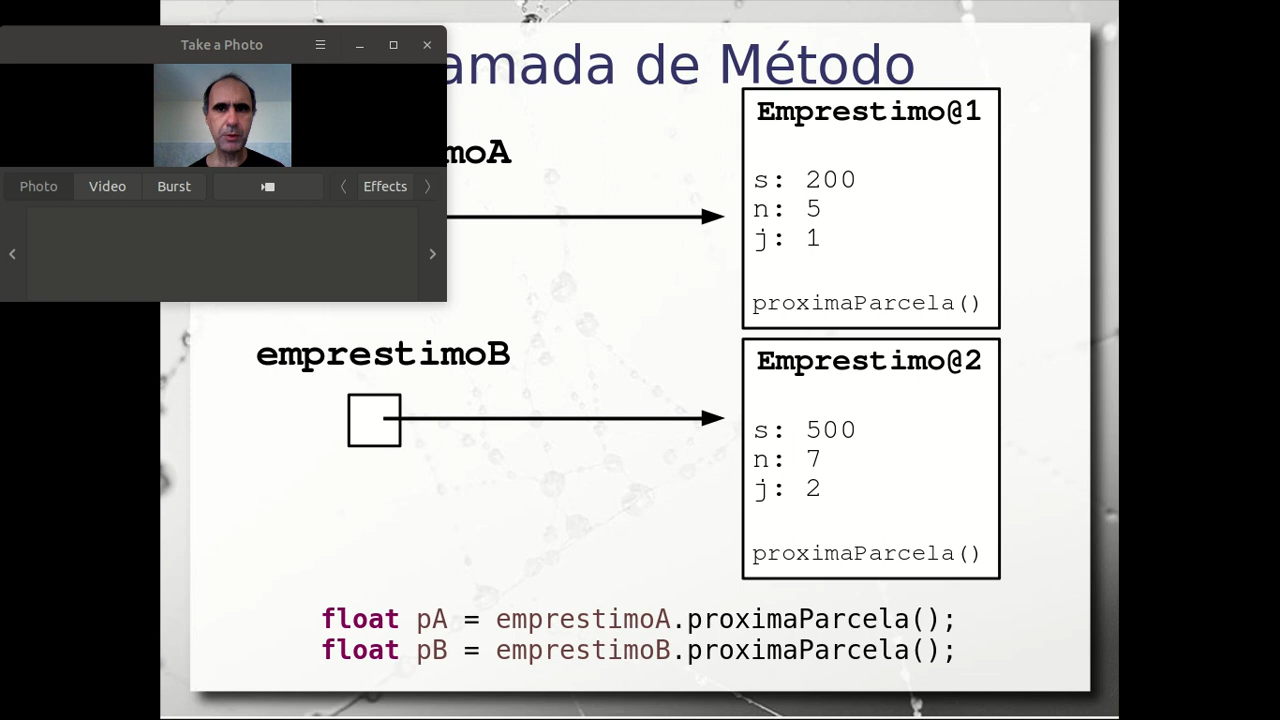 Take a Photo
Photo Video Burst Effects
amada de Método
moA
Emprestimo@1
s: 200
n: 5
j: 1
proximaParcela()
emprestimoB
Emprestimo@2
s: 500
n: 7
j: 2
proximaParcela()
float pA = emprestimoA.proximaParcela();
float pB = emprestimoB.proximaParcela();